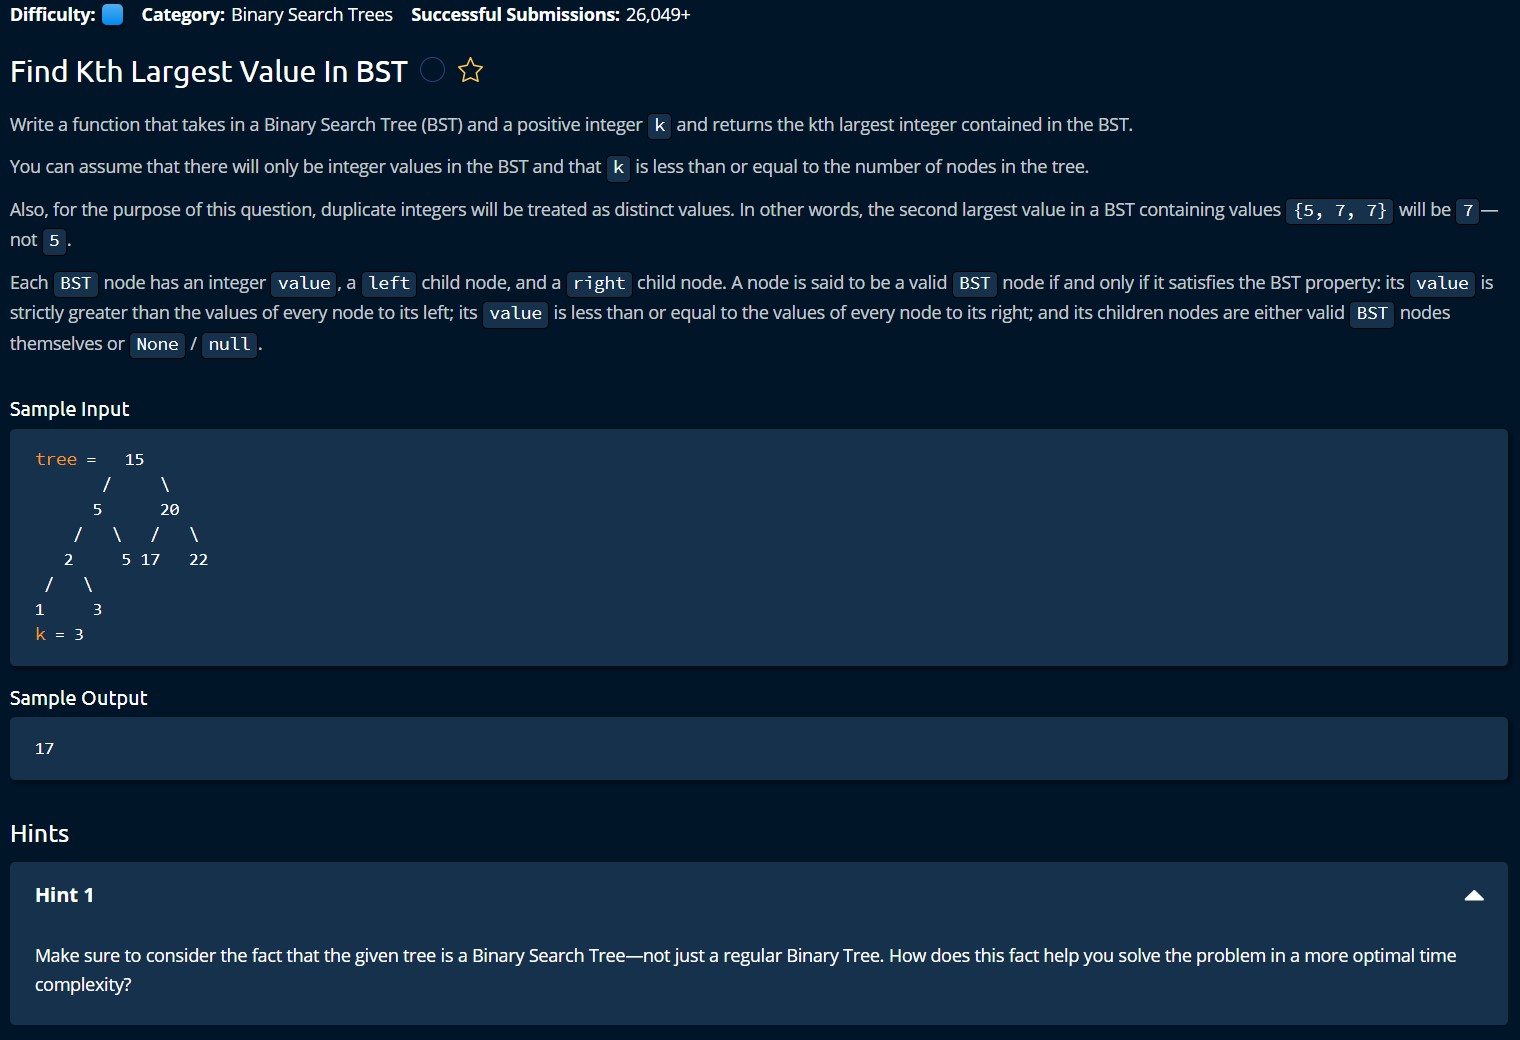 Difficulty: Category: Binary Search Trees Successful Submissions: 26,049+
Find Kth Largest Value In BST
Write a function that takes in a Binary Search Tree (BST) and a positive integer k and returns the kth largest integer contained in the BST.
You can assume that there will only be integer values in the BST and that k is less than or equal to the number of nodes in the tree.
Also, for the purpose of this question, duplicate integers will be treated as distinct values. In other words, the second largest value in a BST containing values {5, 7, 7} will be 7—
not 5.
Each BST node has an integer value, a left child node, and a right child node. A node is said to be a valid BST node if and only if it satisfies the BST property: its value is
strictly greater than the values of every node to its left; its value is less than or equal to the values of every node to its right; and its children nodes are either valid BST nodes
themselves or None / null.
Sample Input
tree =   15
       /     \
      5      20
    /   \   /   \
   2     5 17   22
 /   \
1     3
k = 3
Sample Output
17
Hints
Hint 1
Make sure to consider the fact that the given tree is a Binary Search Tree—not just a regular Binary Tree. How does this fact help you solve the problem in a more optimal time
complexity?